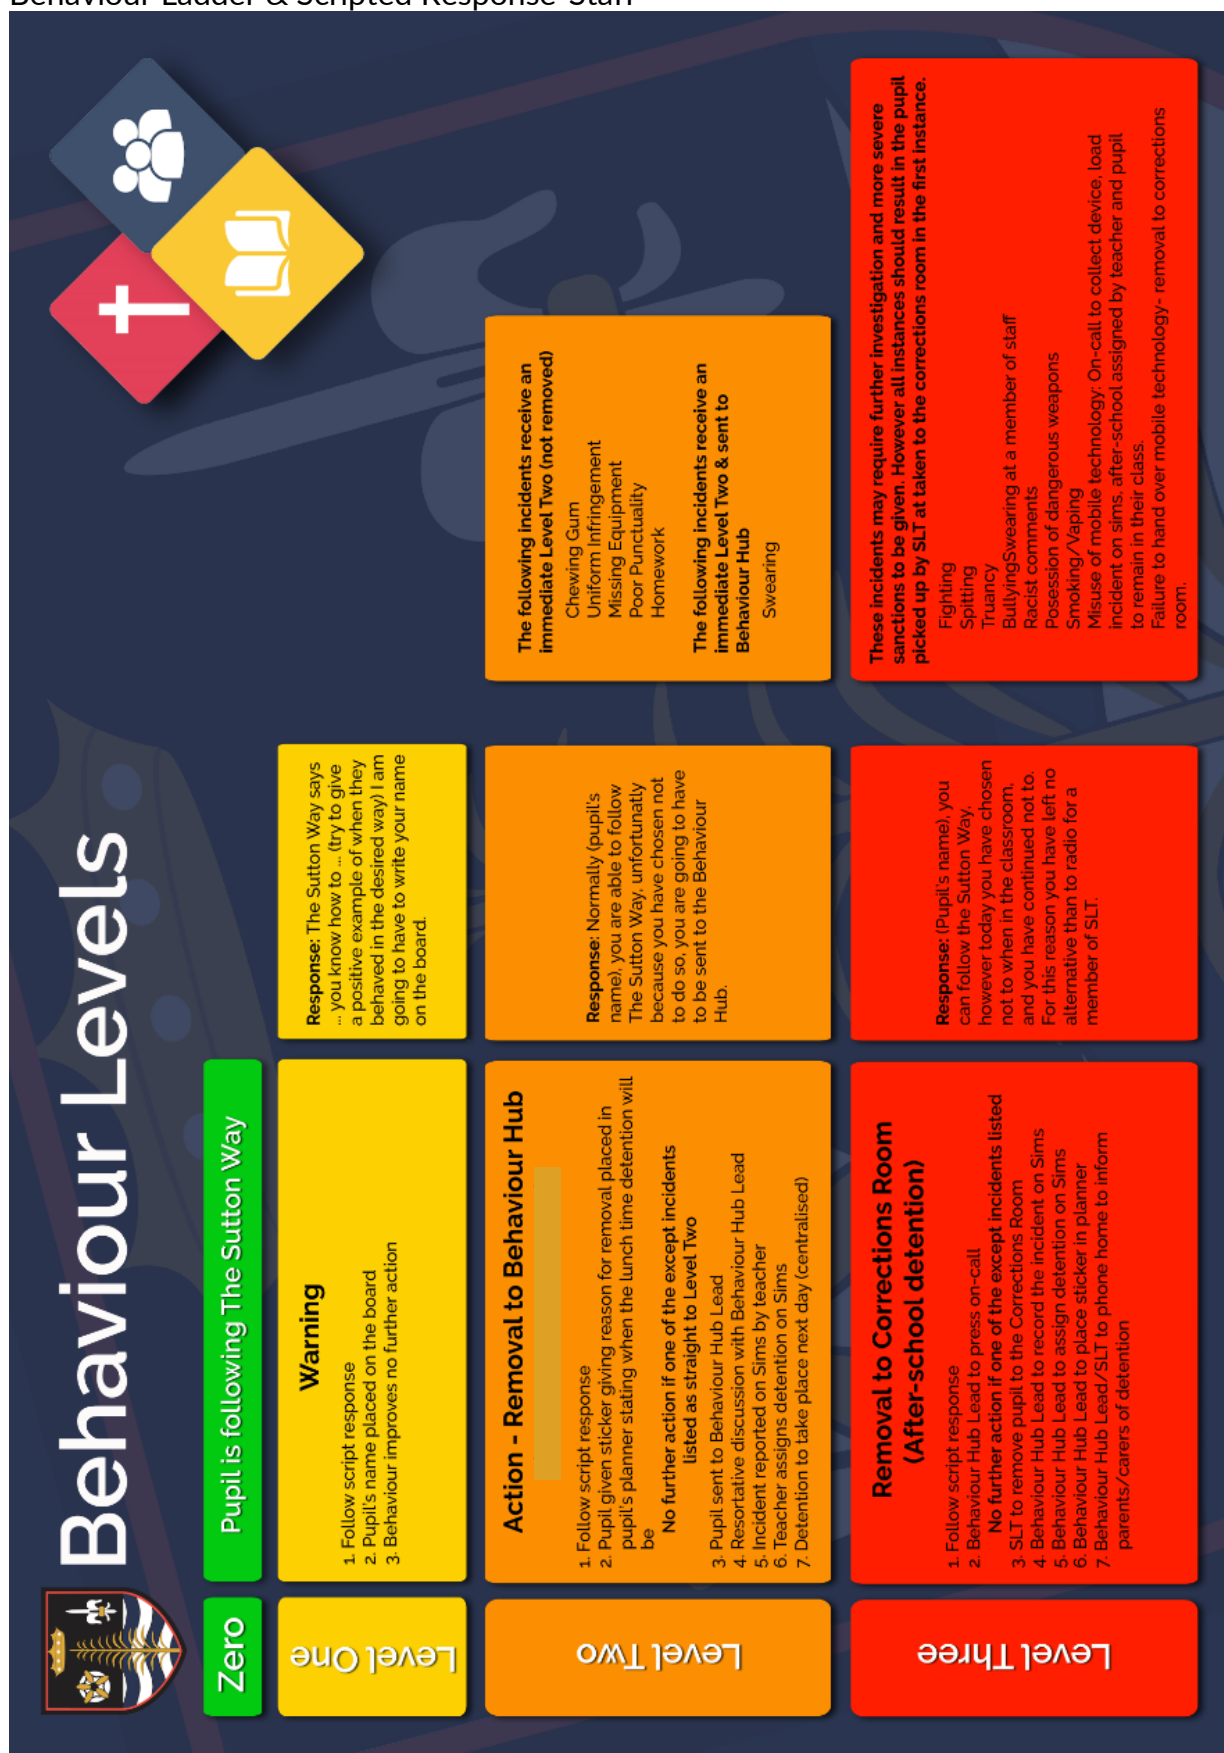 Behaviour Ladder & Scripted Response-Staff
Behaviour Levels
Zero
Pupil is following The Sutton Way
Level One
Warning
1. Follow script response
2. Pupil's name placed on the board
3. Behaviour improves no further action
Response: The Sutton Way says
... you know how to ... (try to give
a positive example of when they
behaved in the desired way) I am
going to have to write your name
on the board.
Level Two
Action - Removal to Behaviour Hub
1. Follow script response
2. Pupil given sticker giving reason for removal placed in
pupil's planner stating when the lunch time detention will
be
No further action if one of the except incidents
listed as straight to Level Two
3. Pupil sent to Behaviour Hub Lead
4. Resortative discussion with Behaviour Hub Lead
5. Incident reported on Sims by teacher
6. Teacher assigns detention on Sims
7. Detention to take place next day (centralised)
Response: Normally (pupil's
name), you are able to follow
The Sutton Way, unfortunatly
because you have chosen not
to do so, you are going to have
to be sent to the Behaviour
Hub.
The following incidents receive an
immediate Level Two (not removed)
Chewing Gum
Uniform Infringement
Missing Equipment
Poor Punctuality
Homework
The following incidents receive an
immediate Level Two & sent to
Behaviour Hub
Swearing
Level Three
Removal to Corrections Room
(After-school detention)
1. Follow script response
2. Behaviour Hub Lead to press on-call
No further action if one of the except incidents listed
3. SLT to remove pupil to the Corrections Room
4. Behaviour Hub Lead to record the incident on Sims
5. Behaviour Hub Lead to assign detention on Sims
6. Behaviour Hub Lead to place sticker in planner
7. Behaviour Hub Lead/SLT to phone home to inform
parents/carers of detention
Response: (Pupil's name), you
can follow the Sutton Way,
however today you have chosen
not to when in the classroom,
and you have continued not to.
For this reason you have left no
alternative than to radio for a
member of SLT.
These incidents may require further investigation and more severe
sanctions to be given. However all instances should result in the pupil
picked up by SLT at taken to the corrections room in the first instance.
Fighting
Spitting
Truancy
BullyingSwearing at a member of staff
Racist comments
Posession of dangerous weapons
Smoking/Vaping
Misuse of mobile technology: On-call to collect device, load
incident on sims, after-school assigned by teacher and pupil
to remain in their class.
Failure to hand over mobile technology- removal to corrections
room.